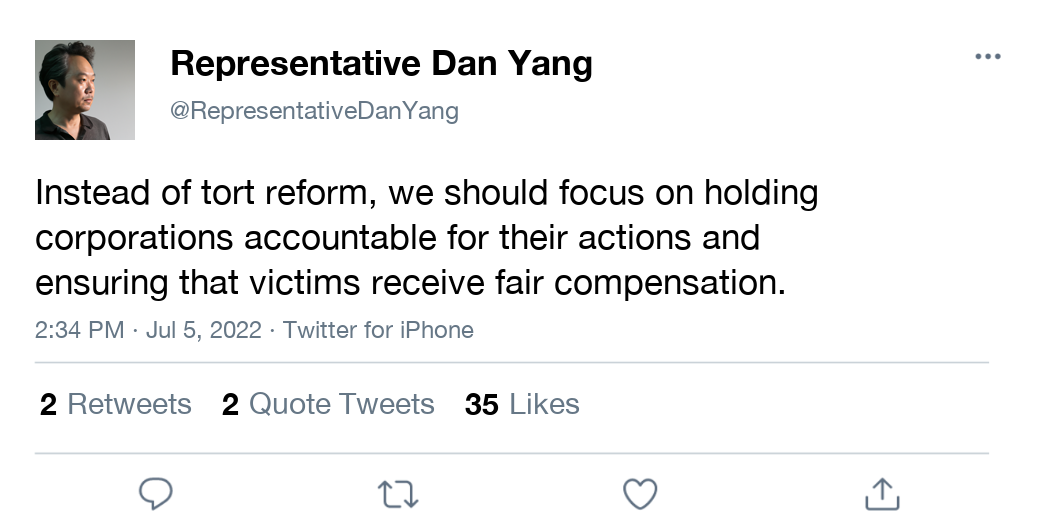 Representative Dan Yang
@RepresentativeDanYang
Instead of tort reform, we should focus on holding
corporations accountable for their actions and
ensuring that victims receive fair compensation.
2:34 PM · Jul 5, 2022 · Twitter for iPhone
2 Retweets 2 Quote Tweets 35 Likes